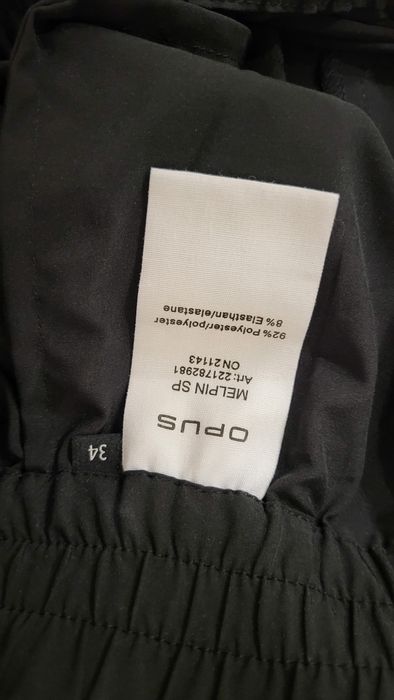 OPUS
MELPIN SP
Art.:221782981
ON21143
92% Polyester/polyester
8% Elasthan/elastane
34